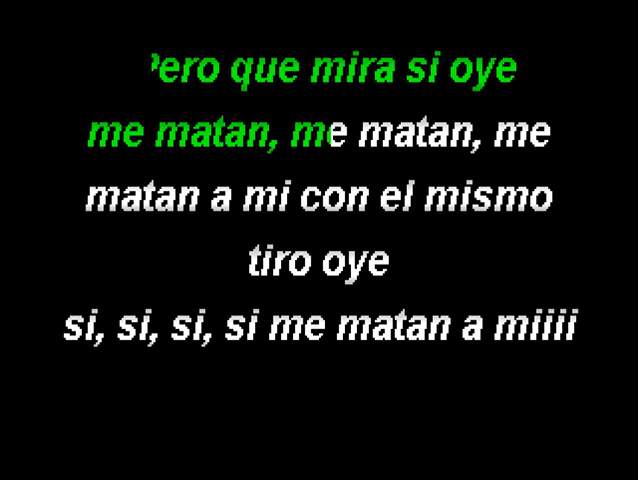 Pero que mira si oye
me matan, me matan, me
matan a mi con el mismo
tiro oye
si, si, si, si me matan a miiii